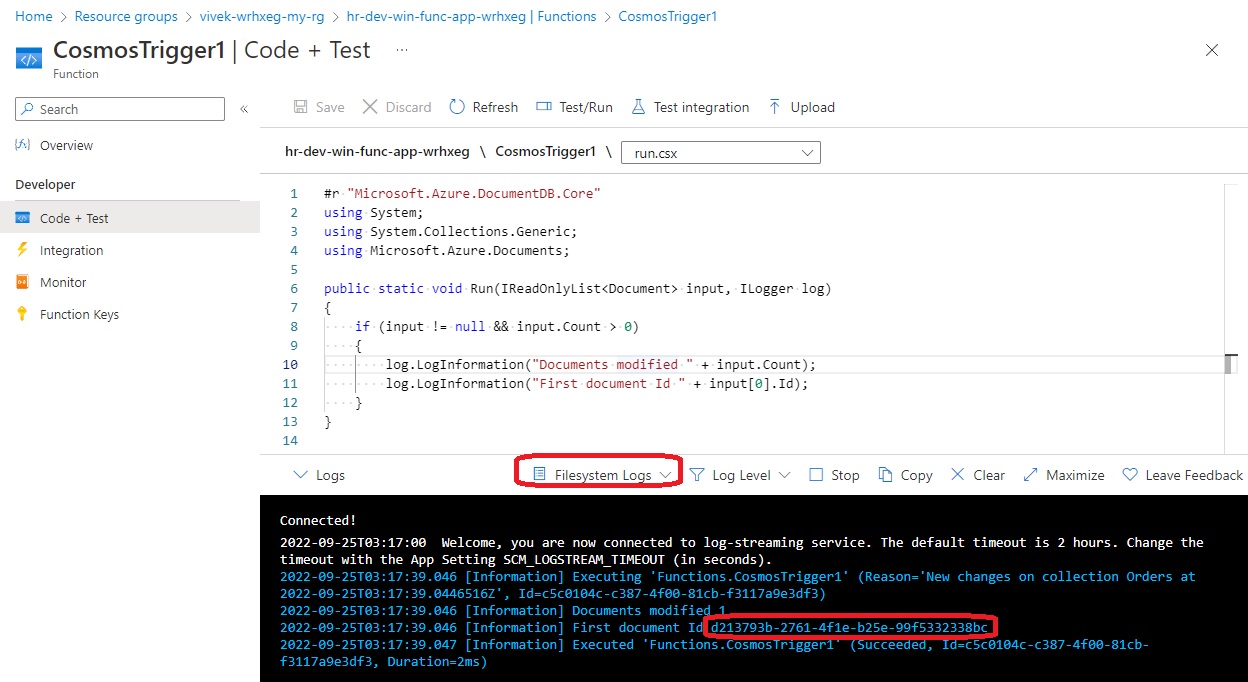 Home > Resource groups > vivek-wrhxeg-my-rg > hr-dev-win-func-app-wrhxeg | Functions > CosmosTrigger1
CosmosTrigger1 | Code + Test ...
Function
Search «
Save Discard Refresh Test/Run Test integration Upload
Overview
hr-dev-win-func-app-wrhxeg \ CosmosTrigger1 \ run.csx
Developer
Code + Test
Integration
Monitor
Function Keys
1 #r "Microsoft.Azure.DocumentDB.Core"
2 using System;
3 using System.Collections.Generic;
4 using Microsoft.Azure.Documents;
5
6 public static void Run(IReadOnlyList<Document> input, ILogger log)
7 {
8 if (input != null && input.Count > 0)
9 {
10 log.LogInformation("Documents modified " + input.Count);
11 log.LogInformation("First document Id " + input[0].Id);
12 }
13 }
14
Logs Filesystem Logs Log Level Stop Copy Clear Maximize Leave Feedback
Connected!
2022-09-25T03:17:00 Welcome, you are now connected to log-streaming service. The default timeout is 2 hours. Change the
timeout with the App Setting SCM_LOGSTREAM_TIMEOUT (in seconds).
2022-09-25T03:17:39.046 [Information] Executing 'Functions.CosmosTrigger1' (Reason='New changes on collection Orders at
2022-09-25T03:17:39.0446516Z', Id=c5c0104c-c387-4f00-81cb-f3117a9e3df3)
2022-09-25T03:17:39.046 [Information] Documents modified 1
2022-09-25T03:17:39.046 [Information] First document Id d213793b-2761-4f1e-b25e-99f5332338bc
2022-09-25T03:17:39.047 [Information] Executed 'Functions.CosmosTrigger1' (Succeeded, Id=c5c0104c-c387-4f00-81cb-
f3117a9e3df3, Duration=2ms)